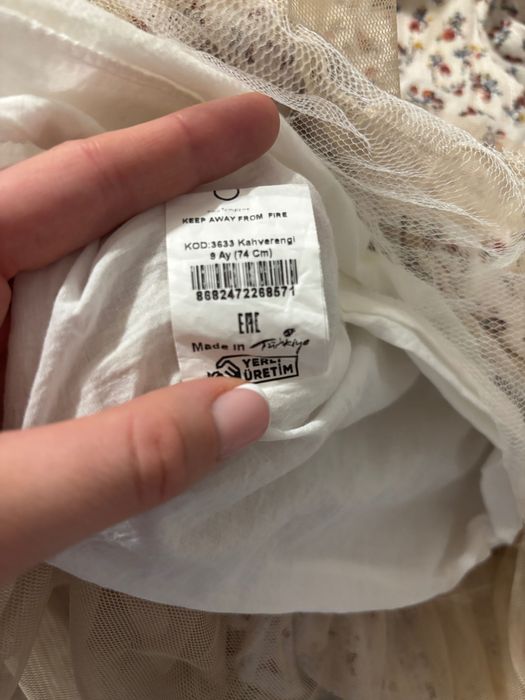 KEEP AWAY FROM FIRE
KOD:3633 Kahverengi
9 Ay (74 Cm)
8682472268571
EAC
Made in Türkiye
YERLİ
ÜRETİM